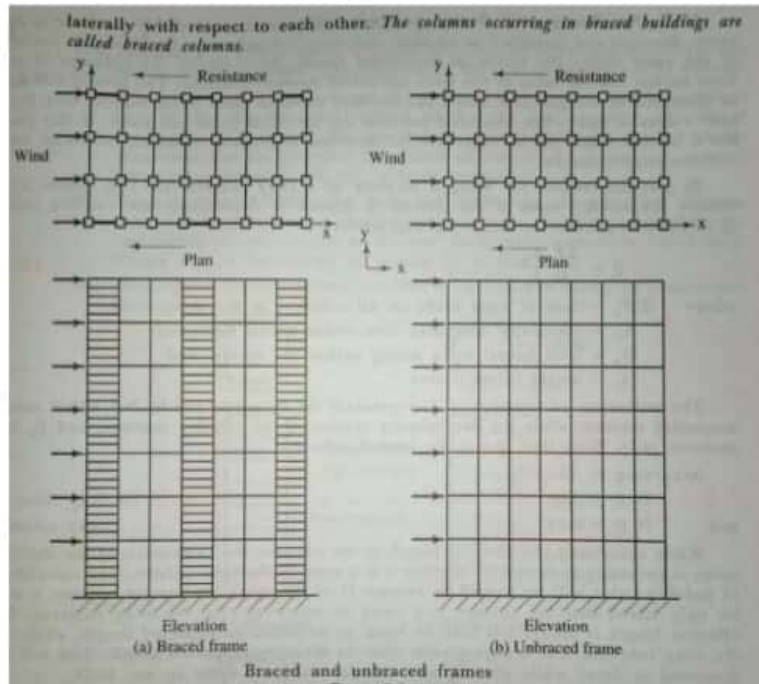 laterally with respect to each other. The columns occurring in braced buildings are
called braced columns.
y
Resistance
Wind
x
Plan
y
Resistance
Wind
x
Plan
y
x
Elevation
(a) Braced frame
Elevation
(b) Unbraced frame
Braced and unbraced frames